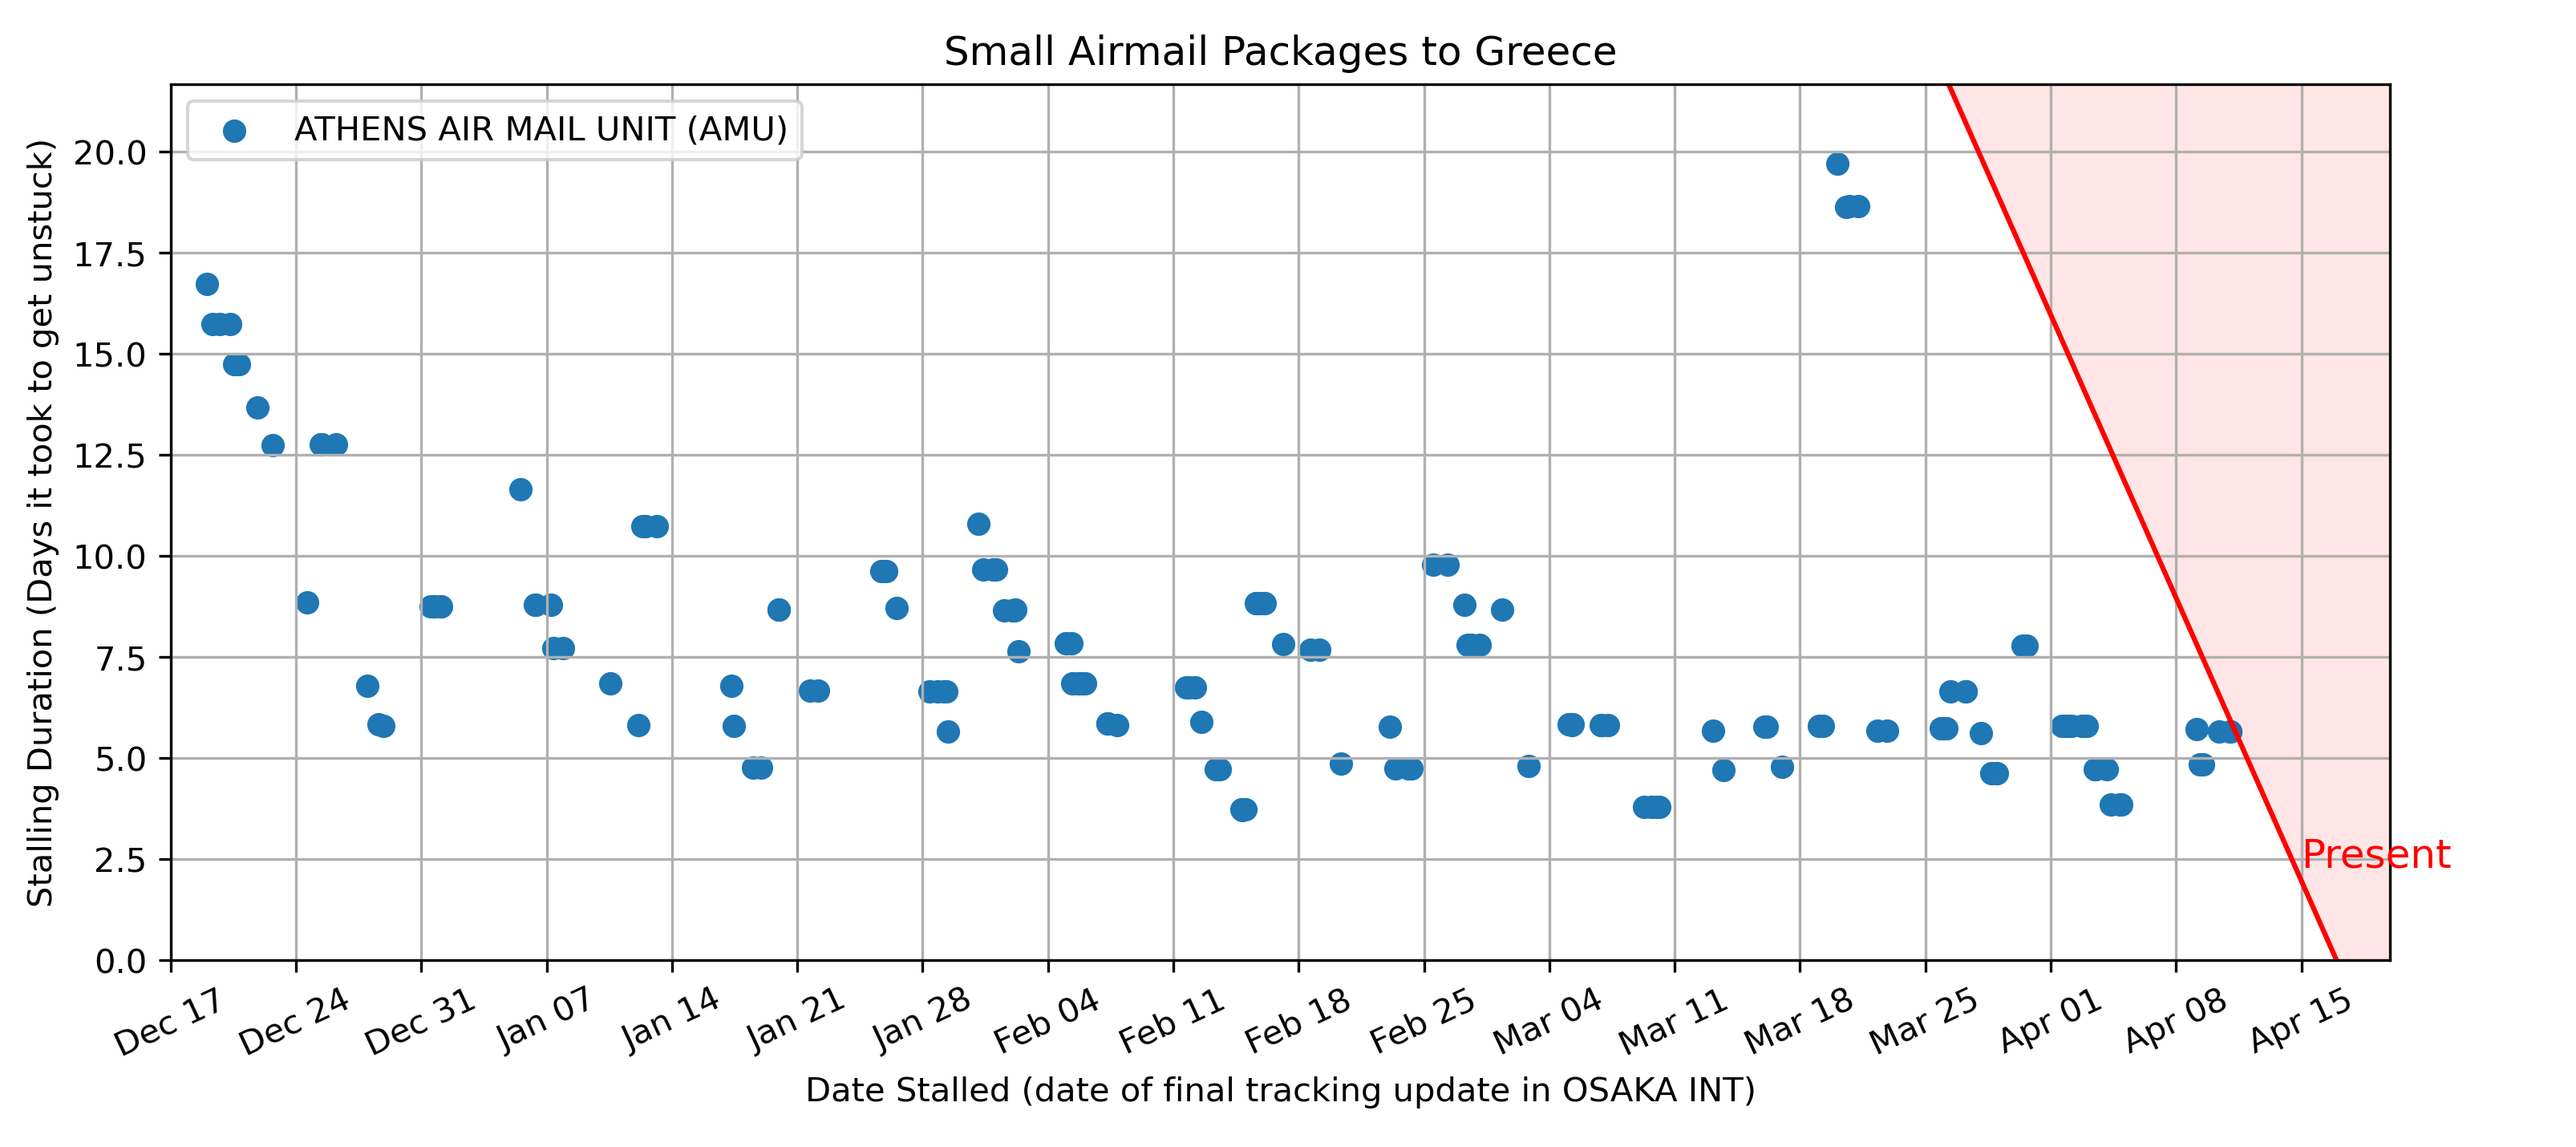 Small Airmail Packages to Greece
ATHENS AIR MAIL UNIT (AMU)
Stalling Duration (Days it took to get unstuck)
20.0
17.5
15.0
12.5
10.0
7.5
5.0
2.5
0.0
Present
Dec 17
Dec 24
Dec 31
Jan 07
Jan 14
Jan 21
Jan 28
Feb 04
Feb 11
Feb 18
Feb 25
Mar 04
Mar 11
Mar 18
Mar 25
Apr 01
Apr 08
Apr 15
Date Stalled (date of final tracking update in OSAKA INT)